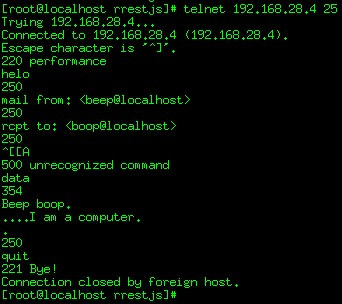 [root@localhost rrestjs]# telnet 192.168.28.4 25
Trying 192.168.28.4...
Connected to 192.168.28.4 (192.168.28.4).
Escape character is '^]'.
220 performance
helo
250
mail from: <beep@localhost>
250
rcpt to: <boop@localhost>
250
^[[A
500 unrecognized command
data
354
Beep boop.
....I am a computer.
.
250
quit
221 Bye!
Connection closed by foreign host.
[root@localhost rrestjs]#